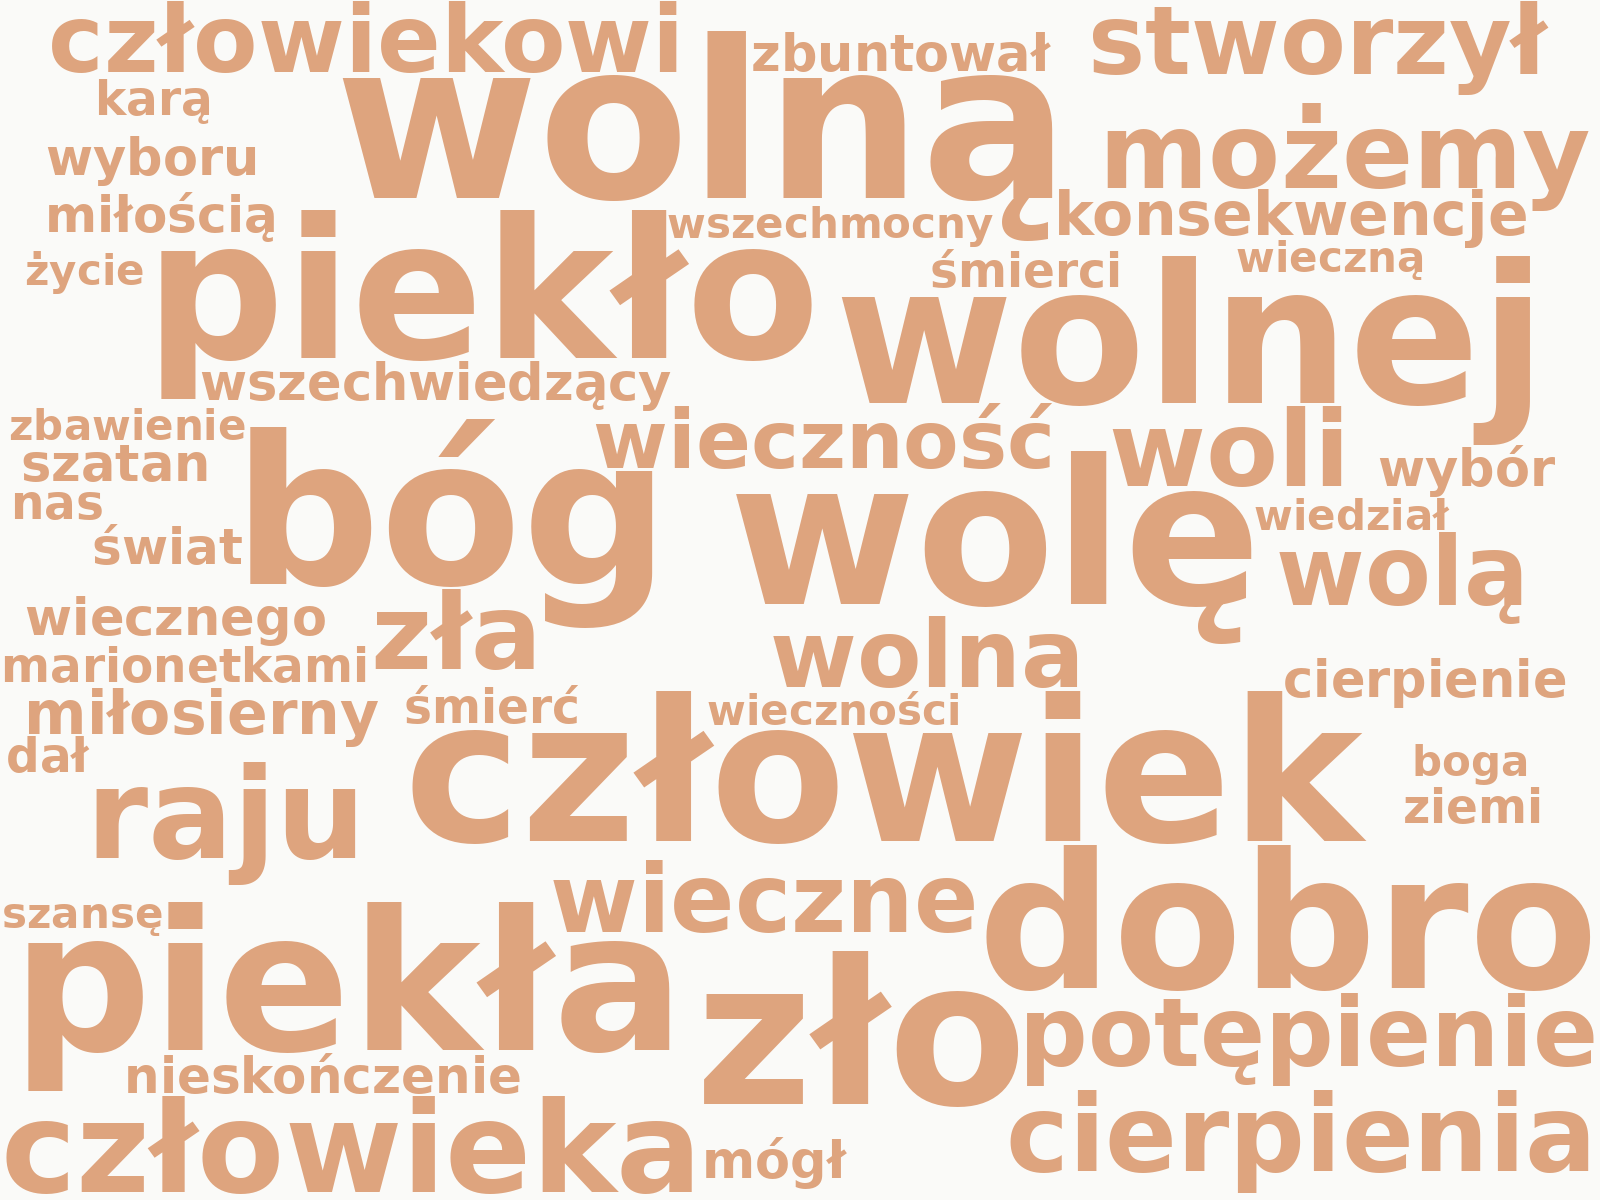 człowiekowi
zbuntował
stworzył
wolną
karą
możemy
wyboru
miłością
konsekwencje
wszechmocny
piekło
życie
śmierci
wieczną
wolnej
wszechwiedzący
zbawienie
wieczność
woli
szatan
wybór
nas
bóg
wolę
wiedział
świat
wolą
wiecznego
zła
wolna
marionetkami
cierpienie
miłosierny
śmierć
wieczności
dał
człowiek
boga
raju
ziemi
wieczne
dobro
szansę
piekła
zło
potępienie
nieskończenie
człowieka
mógł
cierpienia